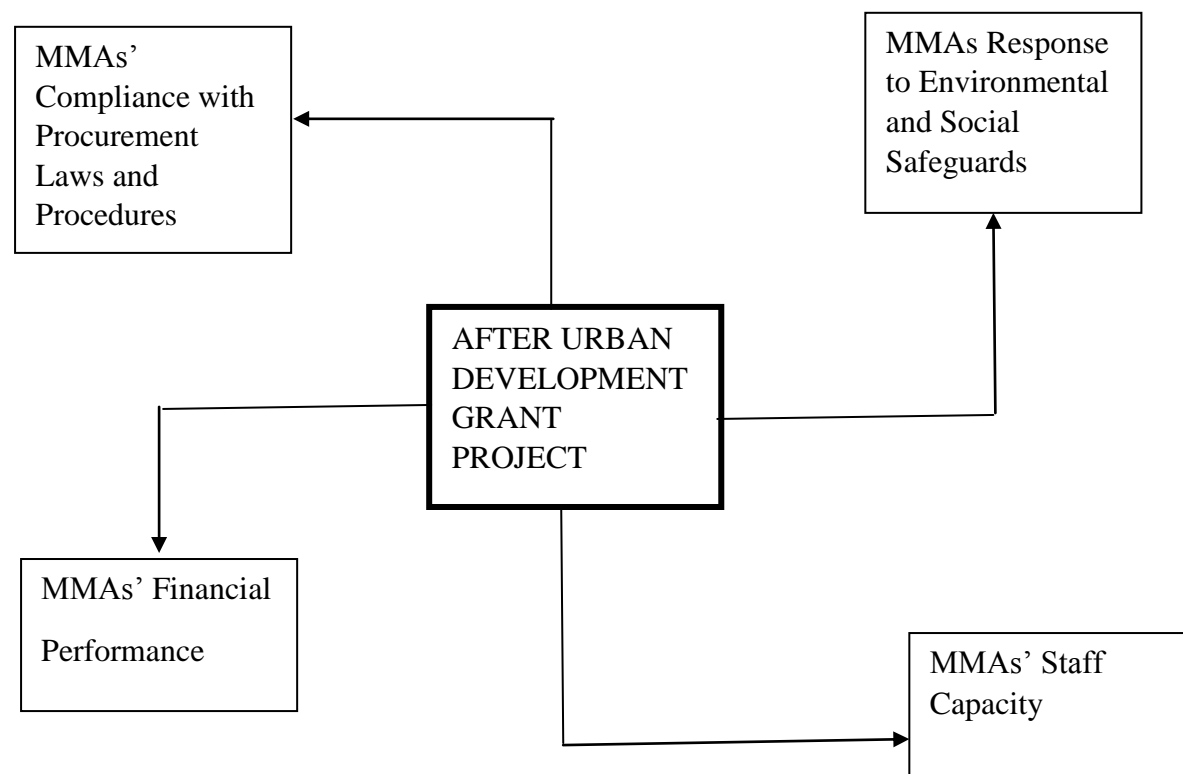 MMAs’
Compliance with
Procurement
Laws and
Procedures
MMAs Response
to Environmental
and Social
Safeguards
AFTER URBAN
DEVELOPMENT
GRANT
PROJECT
MMAs’ Financial
Performance
MMAs’ Staff
Capacity